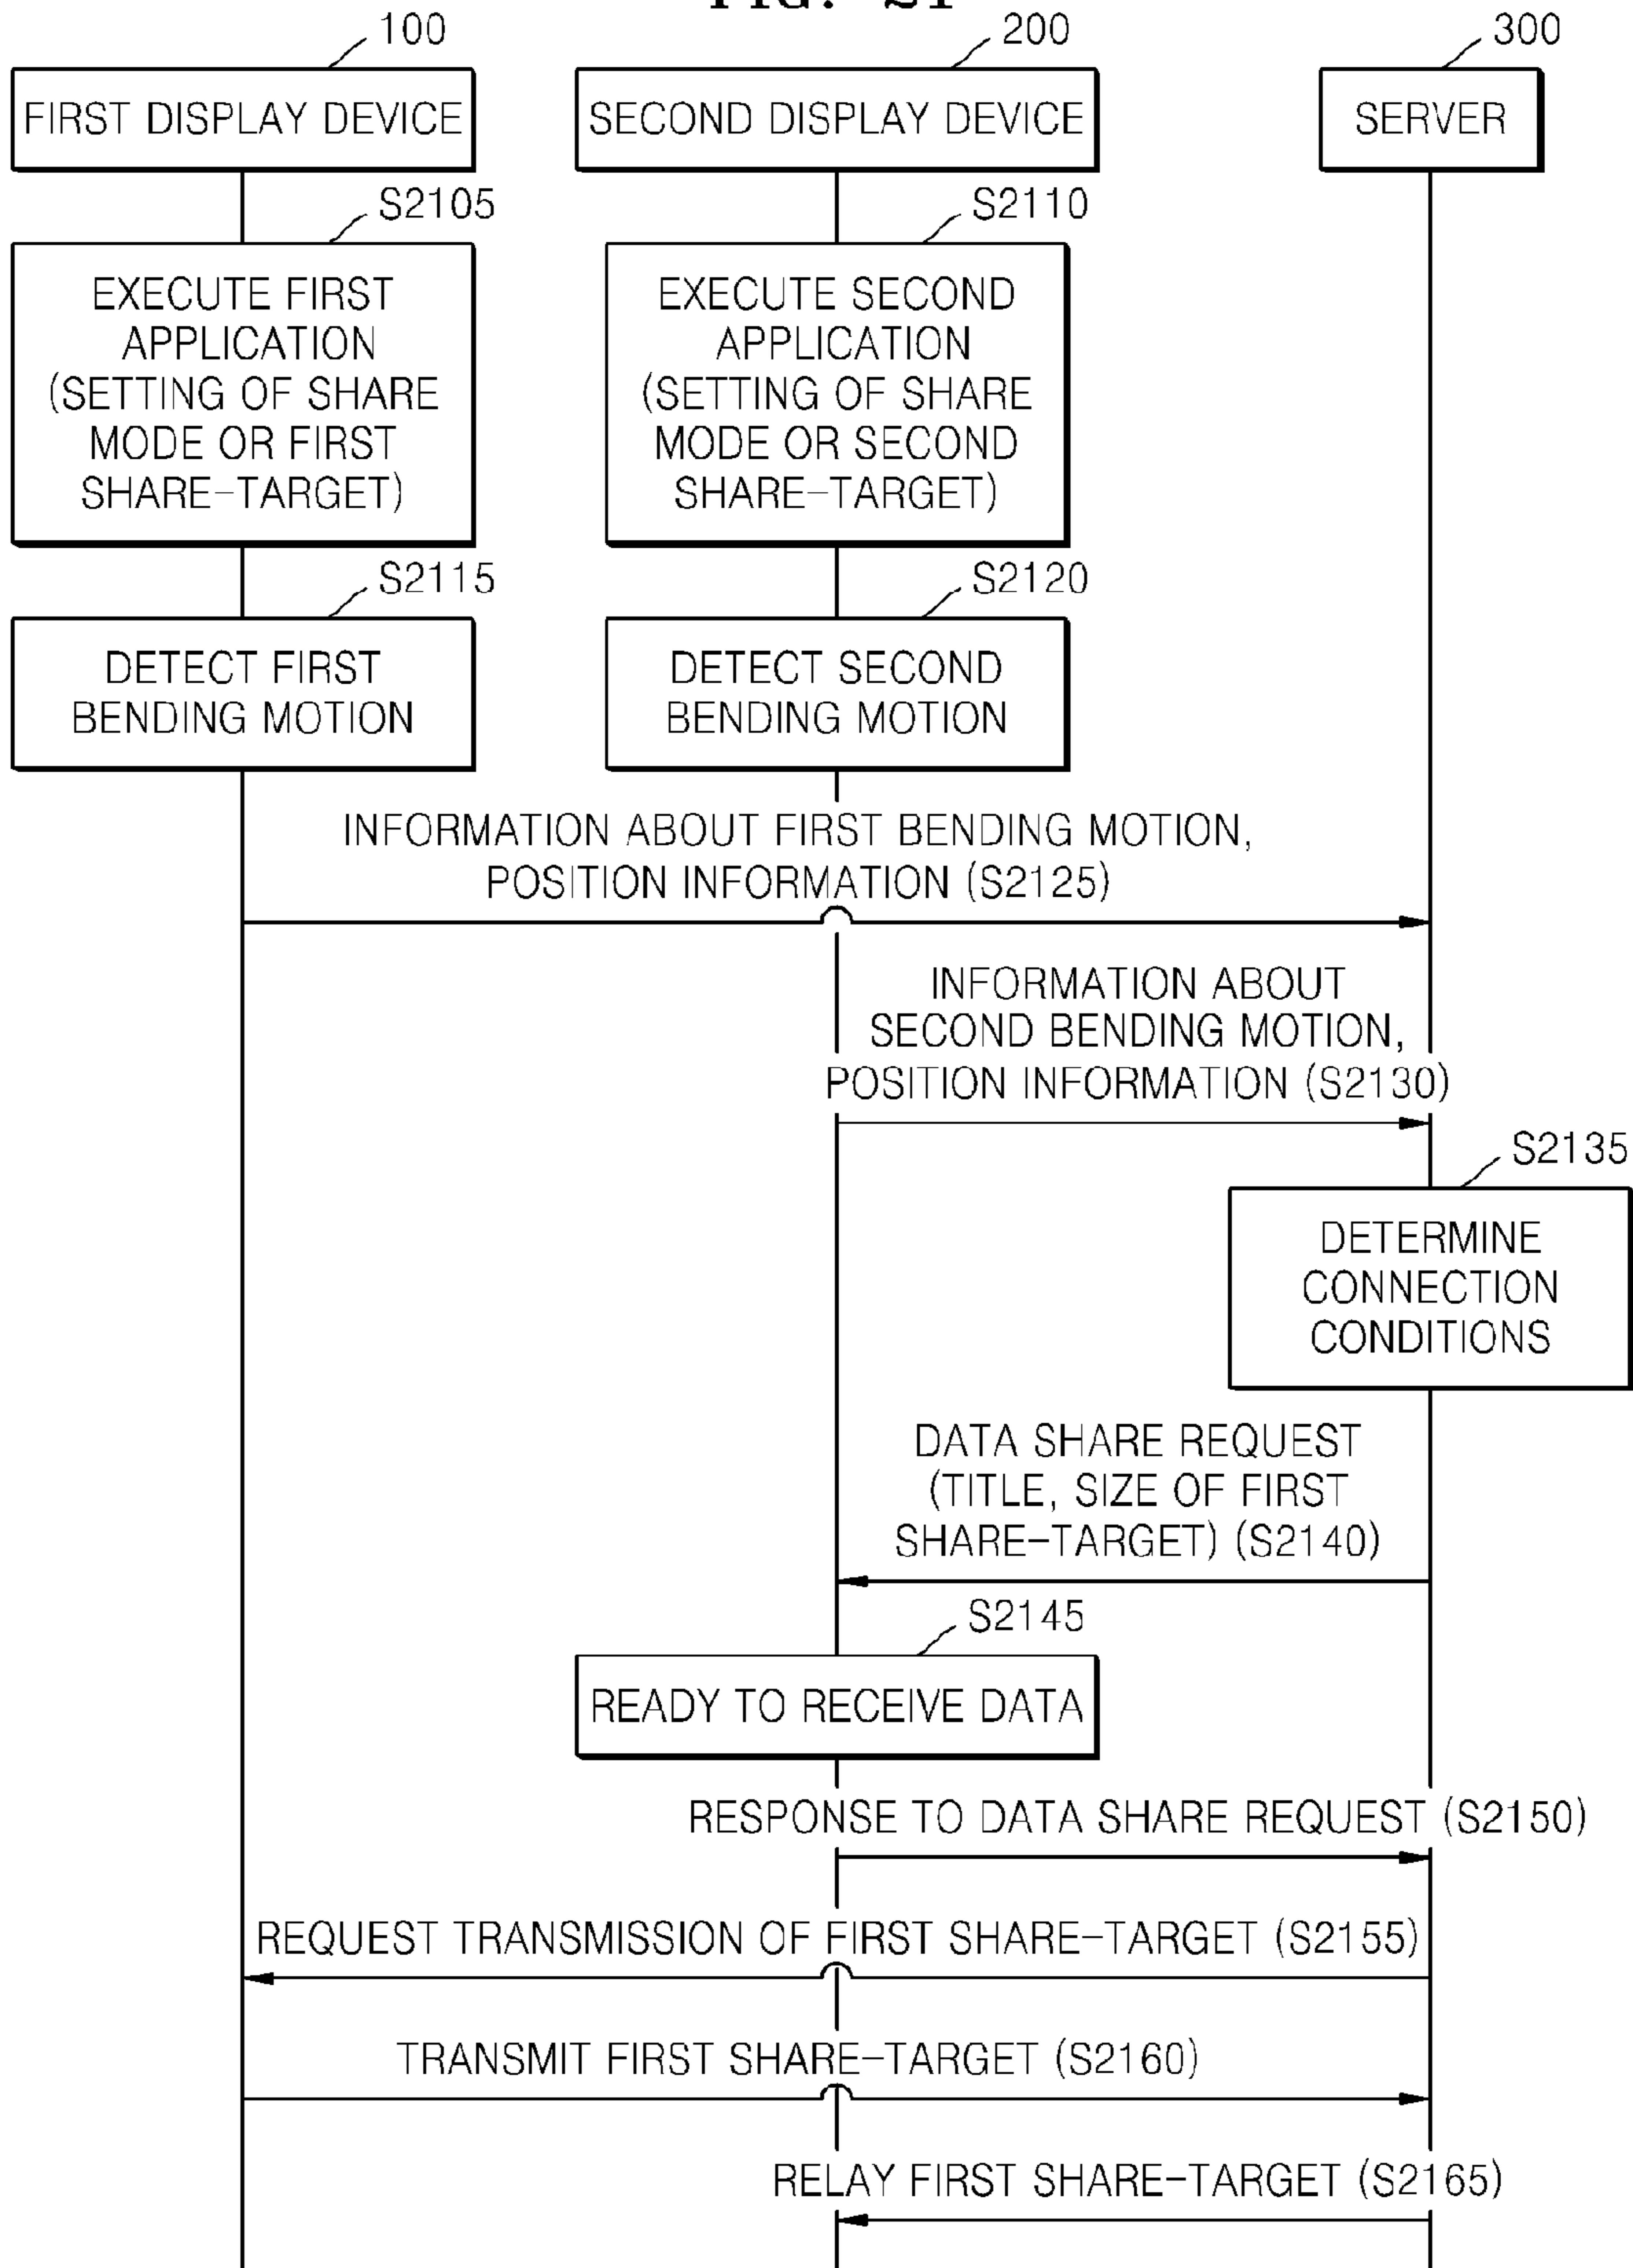 FIG. 21
100
200
300
FIRST DISPLAY DEVICE
SECOND DISPLAY DEVICE
SERVER
S2105
S2110
EXECUTE FIRST
APPLICATION
(SETTING OF SHARE
MODE OR FIRST
SHARE-TARGET)
EXECUTE SECOND
APPLICATION
(SETTING OF SHARE
MODE OR SECOND
SHARE-TARGET)
S2115
S2120
DETECT FIRST
BENDING MOTION
DETECT SECOND
BENDING MOTION
INFORMATION ABOUT FIRST BENDING MOTION,
POSITION INFORMATION (S2125)
INFORMATION ABOUT
SECOND BENDING MOTION,
POSITION INFORMATION (S2130)
S2135
DETERMINE
CONNECTION
CONDITIONS
DATA SHARE REQUEST
(TITLE, SIZE OF FIRST
SHARE-TARGET) (S2140)
S2145
READY TO RECEIVE DATA
RESPONSE TO DATA SHARE REQUEST (S2150)
REQUEST TRANSMISSION OF FIRST SHARE-TARGET (S2155)
TRANSMIT FIRST SHARE-TARGET (S2160)
RELAY FIRST SHARE-TARGET (S2165)